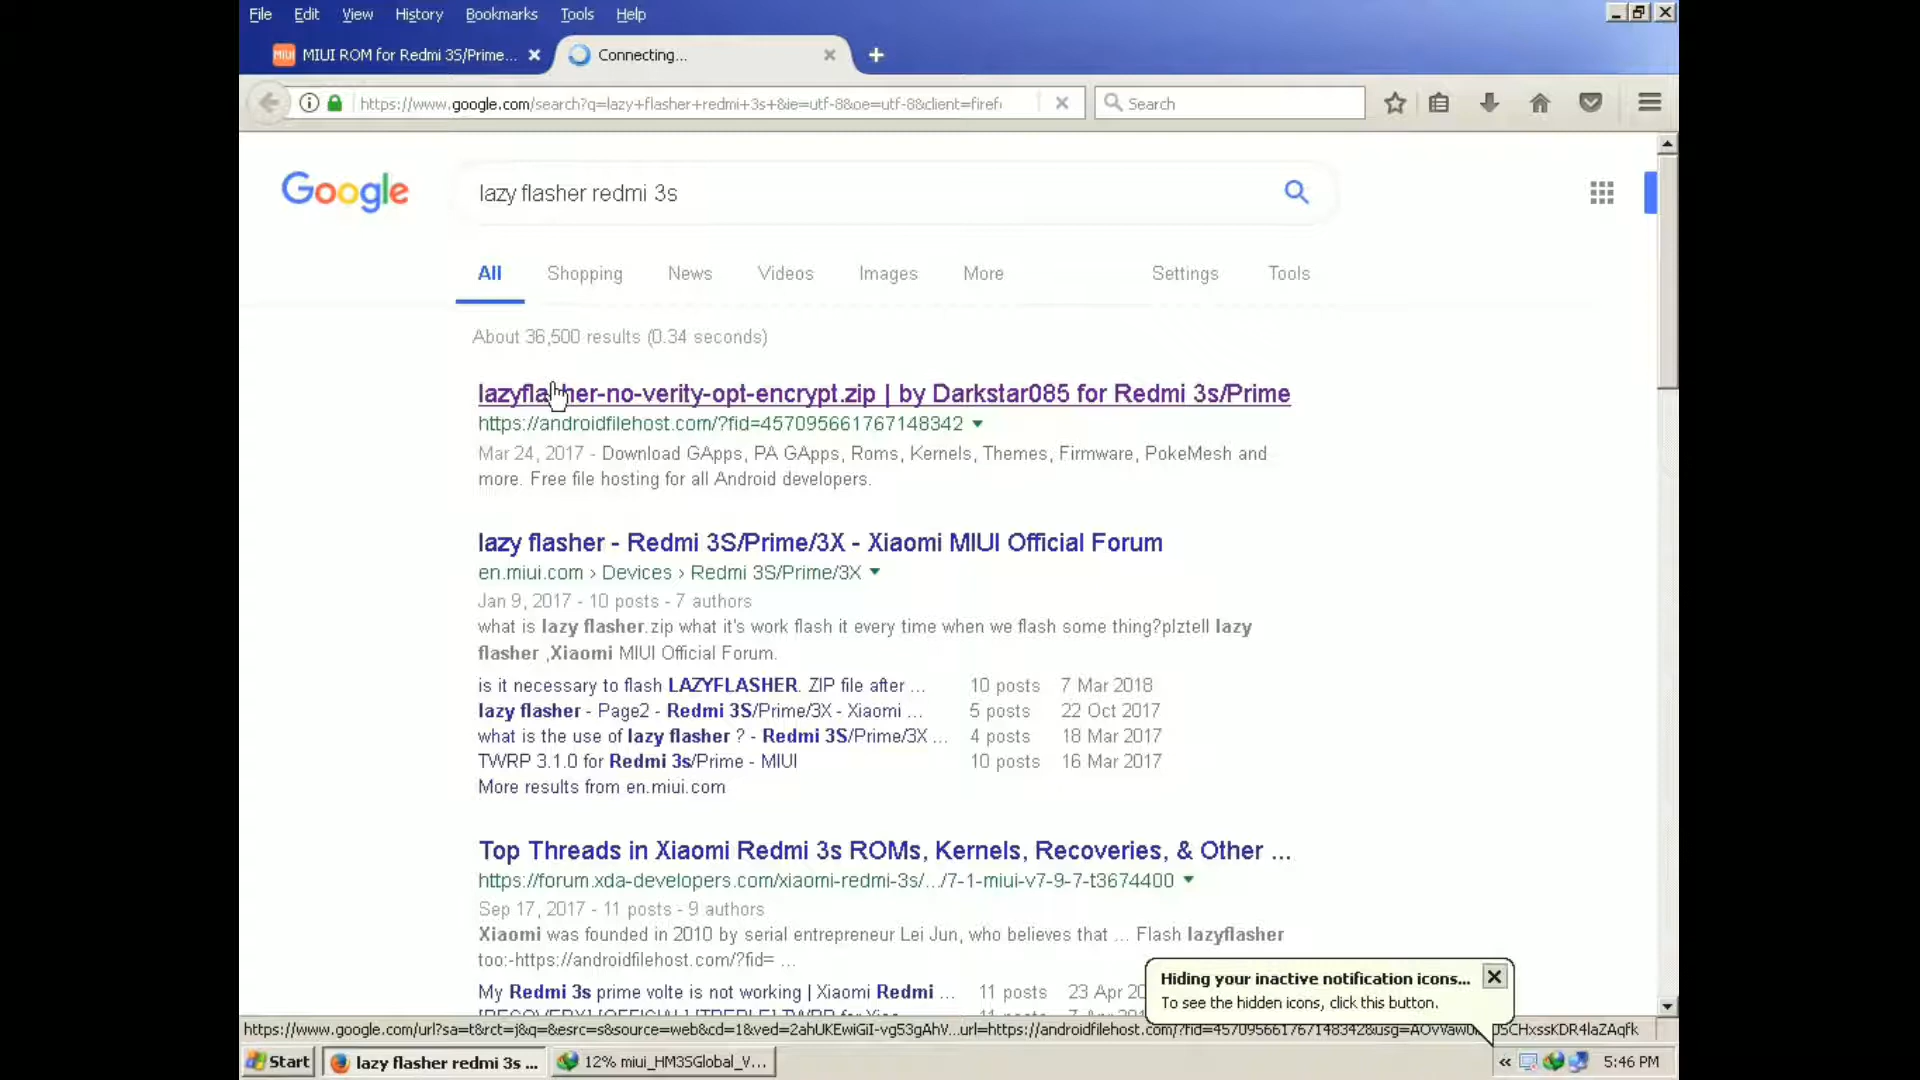 File Edit View History Bookmarks Tools Help
MIUI ROM for Redmi 3S/Prime...
Connecting...
https://www.google.com/search?q=lazy+flasher+redmi+3s+&ie=utf-8&oe=utf-8&client=firef
Search
Google
lazy flasher redmi 3s
All Shopping News Videos Images More Settings Tools
About 36,500 results (0.34 seconds)
lazyflasher-no-verity-opt-encrypt.zip | by Darkstar085 for Redmi 3s/Prime
https://androidfilehost.com/?fid=457095661767148342
Mar 24, 2017 - Download GApps, PA GApps, Roms, Kernels, Themes, Firmware, PokeMesh and
more. Free file hosting for all Android developers.
lazy flasher - Redmi 3S/Prime/3X - Xiaomi MIUI Official Forum
en.miui.com › Devices › Redmi 3S/Prime/3X
Jan 9, 2017 - 10 posts - 7 authors
what is lazy flasher.zip what it's work flash it every time when we flash some thing?plztell lazy
flasher ,Xiaomi MIUI Official Forum.
is it necessary to flash LAZYFLASHER. ZIP file after ... 10 posts 7 Mar 2018
lazy flasher - Page2 - Redmi 3S/Prime/3X - Xiaomi ... 5 posts 22 Oct 2017
what is the use of lazy flasher ? - Redmi 3S/Prime/3X ... 4 posts 18 Mar 2017
TWRP 3.1.0 for Redmi 3s/Prime - MIUI 10 posts 16 Mar 2017
More results from en.miui.com
Top Threads in Xiaomi Redmi 3s ROMs, Kernels, Recoveries, & Other ...
https://forum.xda-developers.com/xiaomi-redmi-3s/.../7-1-miui-v7-9-7-t3674400
Sep 17, 2017 - 11 posts - 9 authors
Xiaomi was founded in 2010 by serial entrepreneur Lei Jun, who believes that ... Flash lazyflasher
too:-https://androidfilehost.com/?fid= ...
My Redmi 3s prime volte is not working | Xiaomi Redmi ... 11 posts 23 Apr 20
Hiding your inactive notification icons...
To see the hidden icons, click this button.
Start
lazy flasher redmi 3s ...
12% miui_HM3SGlobal_V...
5:46 PM